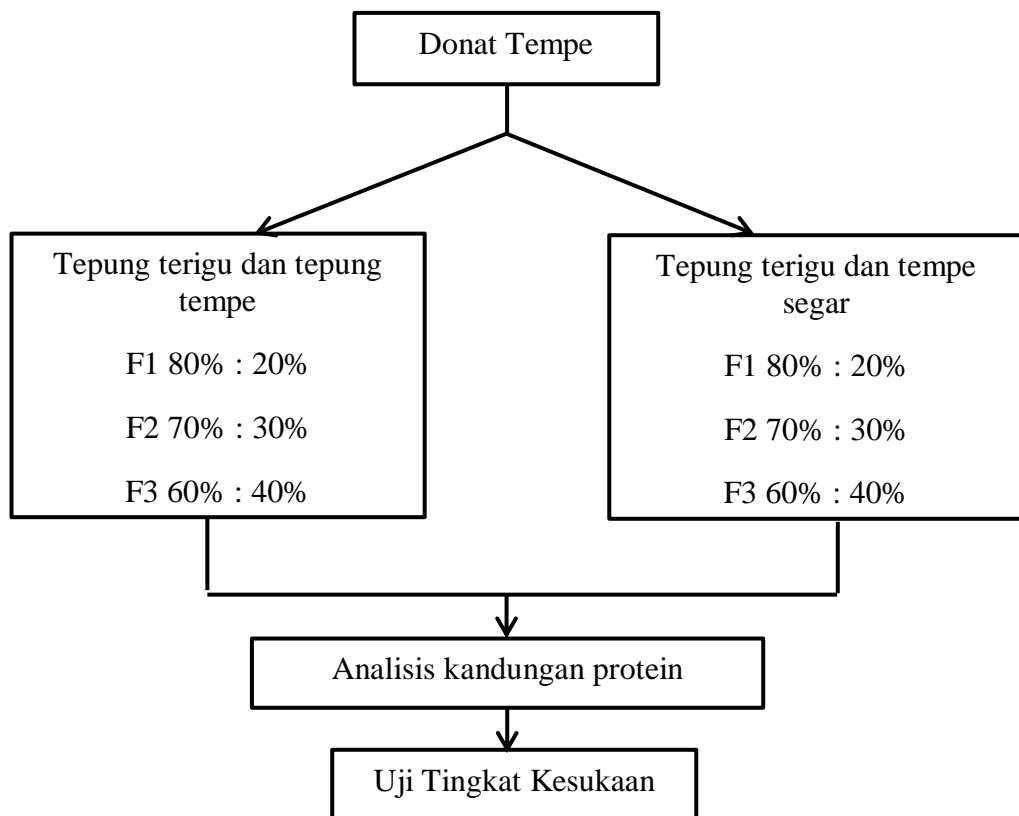 Donat Tempe
Tepung terigu dan tepung
tempe
F1 80% : 20%
F2 70% : 30%
F3 60% : 40%
Tepung terigu dan tempe
segar
F1 80% : 20%
F2 70% : 30%
F3 60% : 40%
Analisis kandungan protein
Uji Tingkat Kesukaan